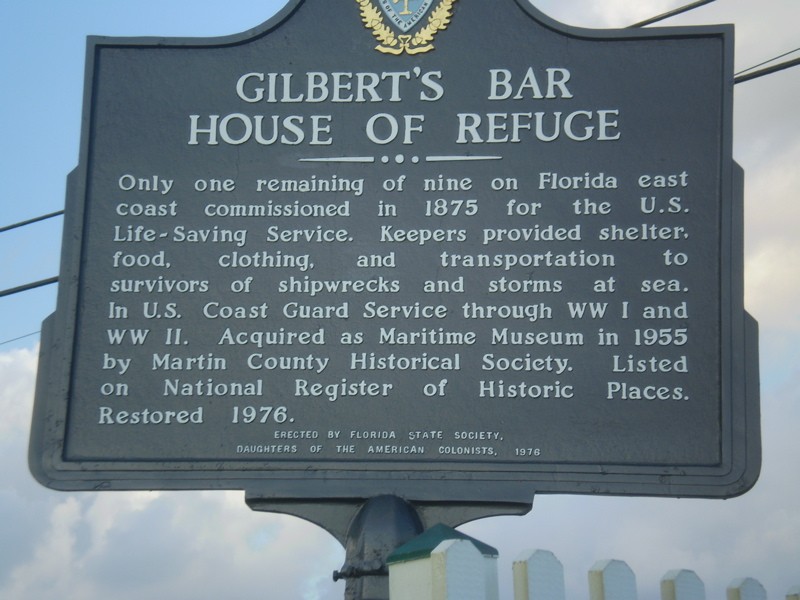 GILBERT'S BAR
HOUSE OF REFUGE
Only one remaining of nine on Florida east
coast commissioned in 1875 for the U.S.
Life-Saving Service. Keepers provided shelter,
food, clothing, and transportation to
survivors of shipwrecks and storms at sea.
In U.S. Coast Guard Service through WW I and
WW II. Acquired as Maritime Museum in 1955
by Martin County Historical Society. Listed
on National Register of Historic Places.
Restored 1976.
ERECTED BY FLORIDA STATE SOCIETY,
DAUGHTERS OF THE AMERICAN COLONISTS, 1976